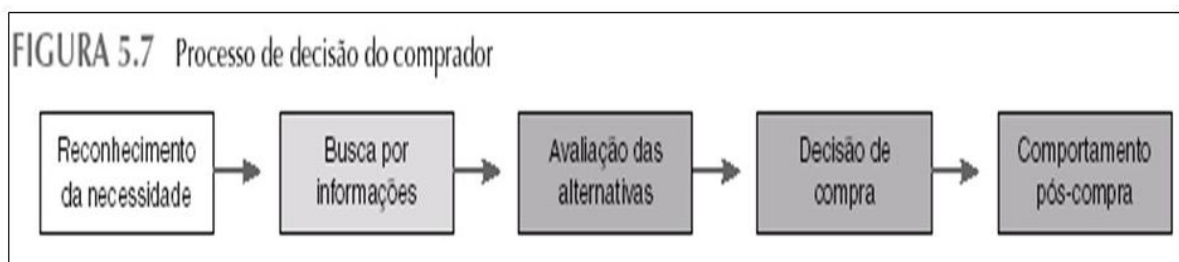 FIGURA 5.7 Processo de decisão do comprador
Reconhecimento
da necessidade
Busca por
informações
Avaliação das
alternativas
Decisão de
compra
Comportamento
pós-compra